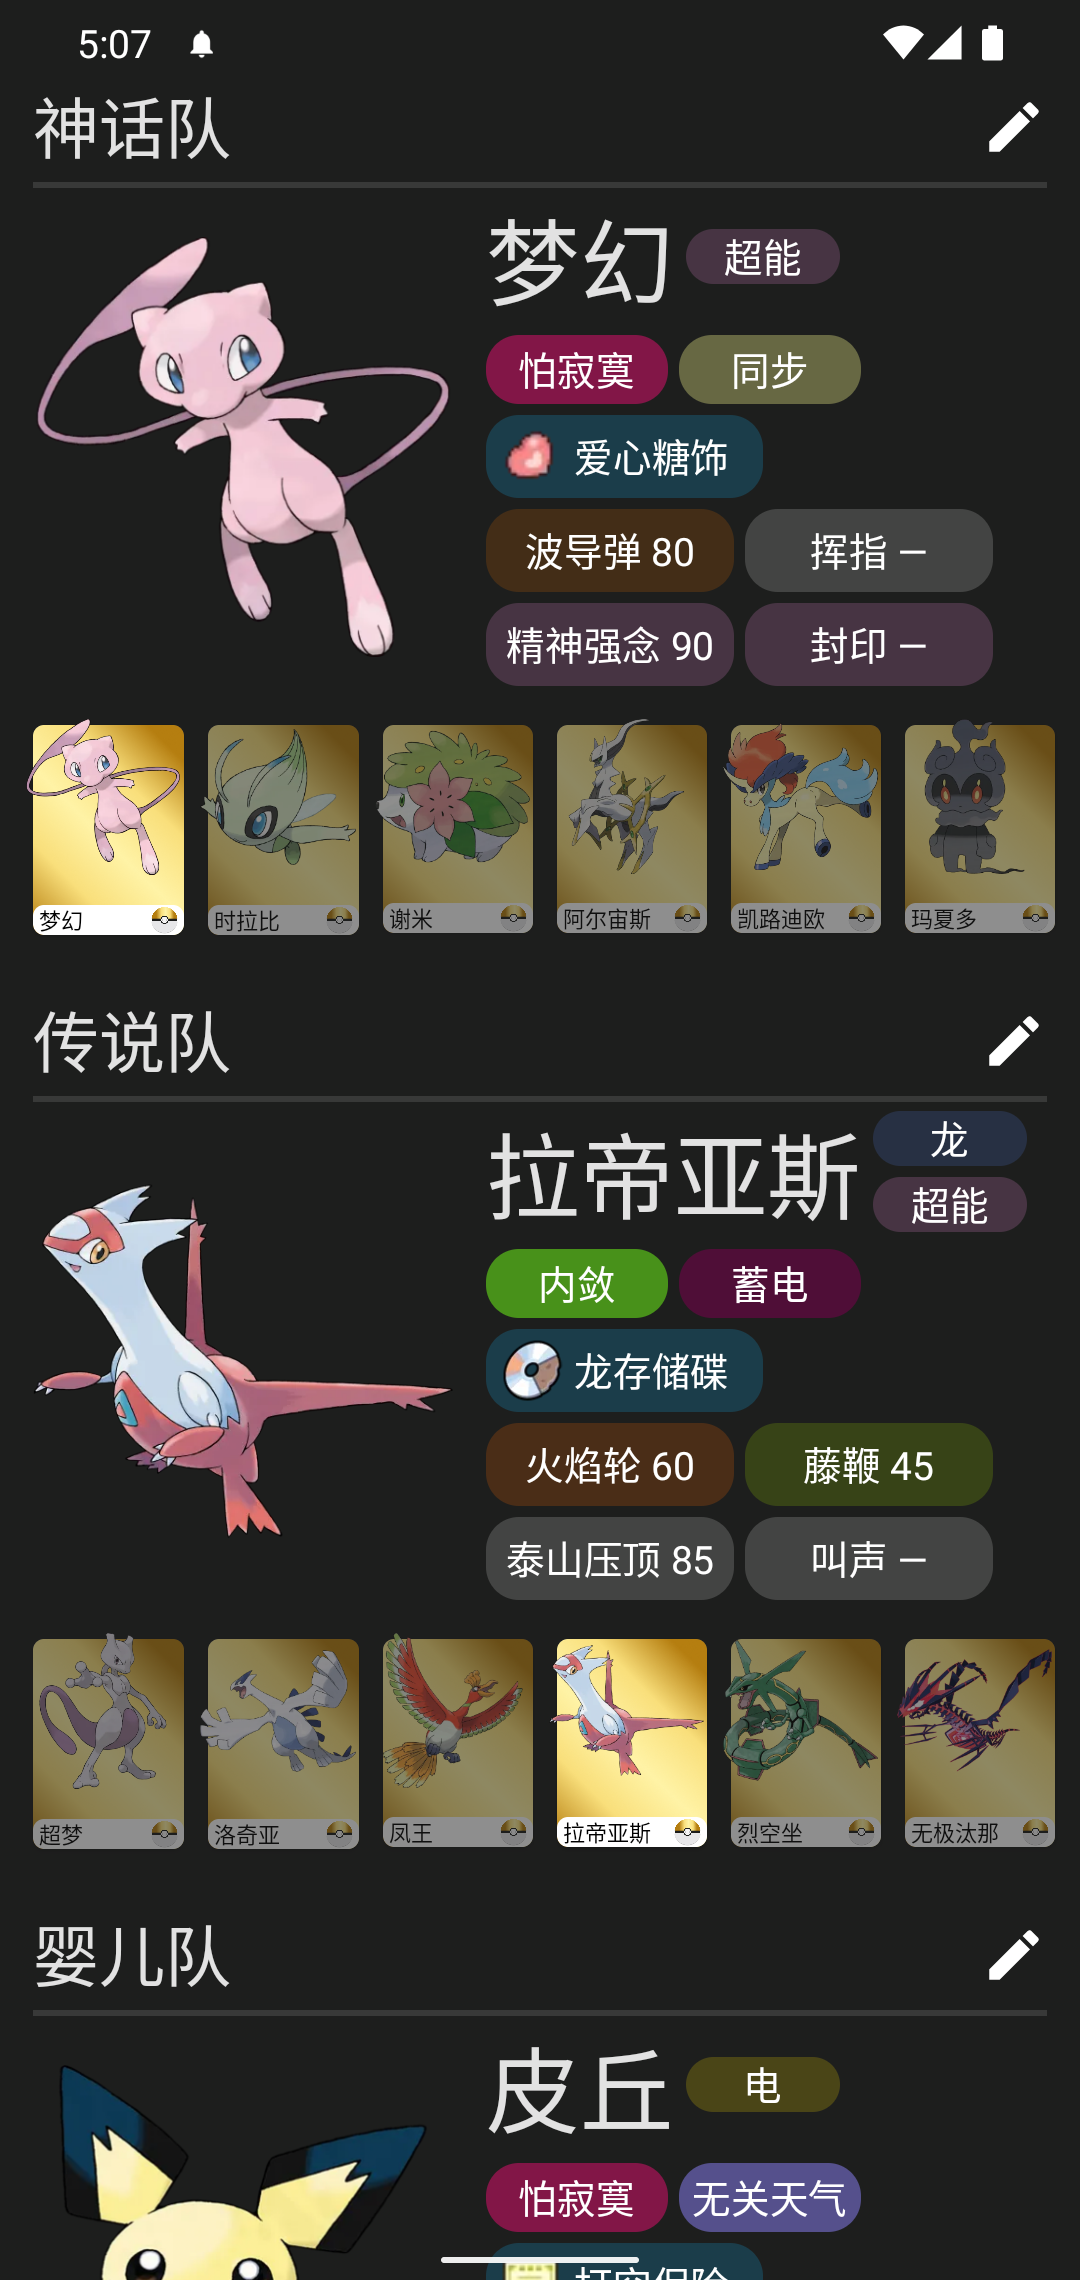 5:07
神话队
梦幻 超能
怕寂寞 同步
爱心糖饰
波导弹 80 挥指 —
精神强念 90 封印 —
梦幻 时拉比 谢米 阿尔宙斯 凯路迪欧 玛夏多
传说队
拉帝亚斯 龙
超能
内敛 蓄电
龙存储碟
火焰轮 60 藤鞭 45
泰山压顶 85 叫声 —
超梦 洛奇亚 凤王 拉帝亚斯 烈空坐 无极汰那
婴儿队
皮丘 电
怕寂寞 无关天气